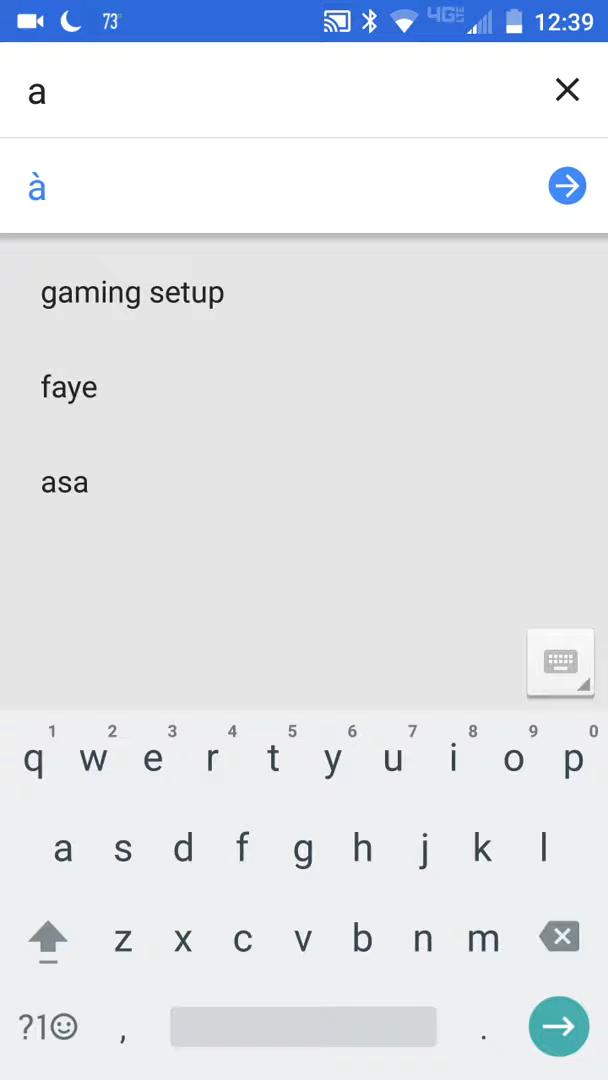 73° 4G LTE 12:39
a
à
gaming setup
faye
asa
1 2 3 4 5 6 7 8 9 0
q w e r t y u i o p
a s d f g h j k l
z x c v b n m
?1☺ , .